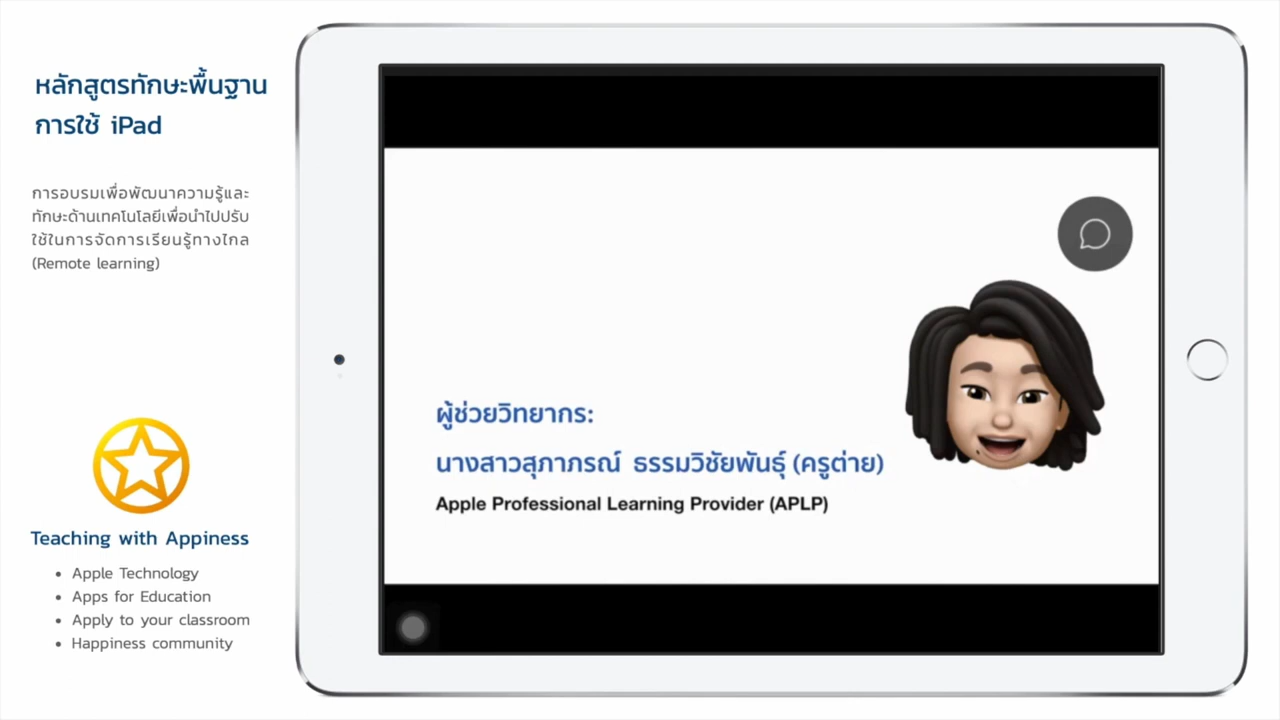 หลักสูตรทักษะพื้นฐาน
การใช้ iPad
การอบรมเพื่อพัฒนาความรู้และ
ทักษะด้านเทคโนโลยีเพื่อนำไปปรับ
ใช้ในการจัดการเรียนรู้ทางไกล
(Remote learning)
Teaching with Appiness
• Apple Technology
• Apps for Education
• Apply to your classroom
• Happiness community
ผู้ช่วยวิทยากร:
นางสาวสุภาภรณ์ ธรรมวิชัยพันธุ์ (ครูต่าย)
Apple Professional Learning Provider (APLP)